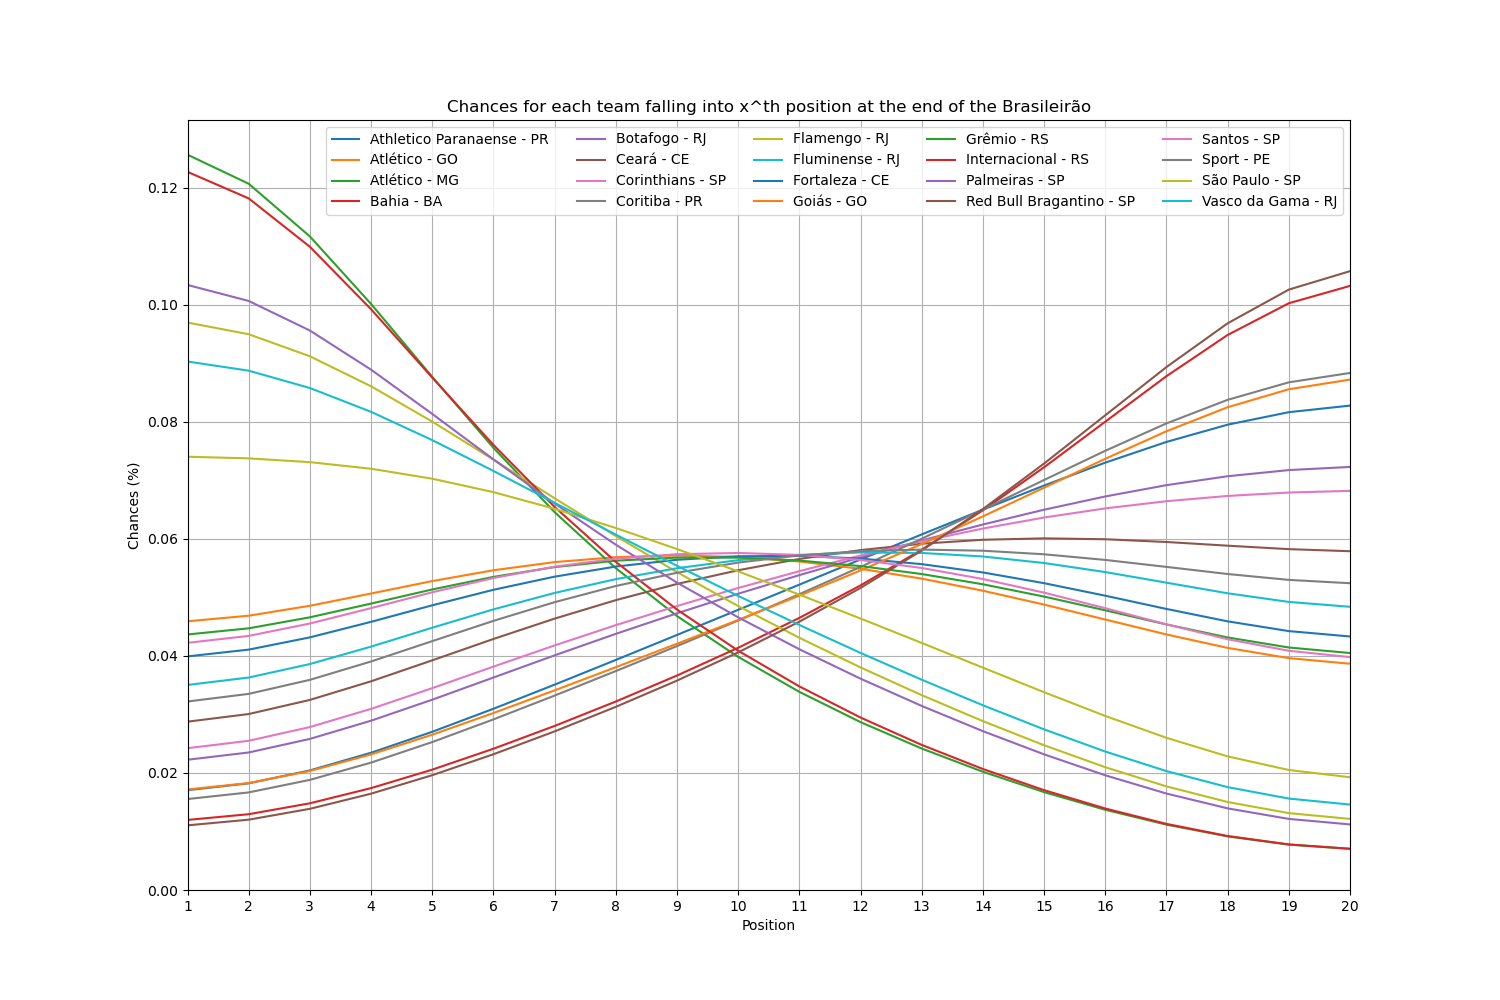 Chances for each team falling into x^th position at the end of the Brasileirão
Athletico Paranaense - PR
Atlético - GO
Atlético - MG
Bahia - BA
Botafogo - RJ
Ceará - CE
Corinthians - SP
Coritiba - PR
Flamengo - RJ
Fluminense - RJ
Fortaleza - CE
Goiás - GO
Grêmio - RS
Internacional - RS
Palmeiras - SP
Red Bull Bragantino - SP
Santos - SP
Sport - PE
São Paulo - SP
Vasco da Gama - RJ
Chances (%)
0.12
0.10
0.08
0.06
0.04
0.02
0.00
1 2 3 4 5 6 7 8 9 10 11 12 13 14 15 16 17 18 19 20
Position